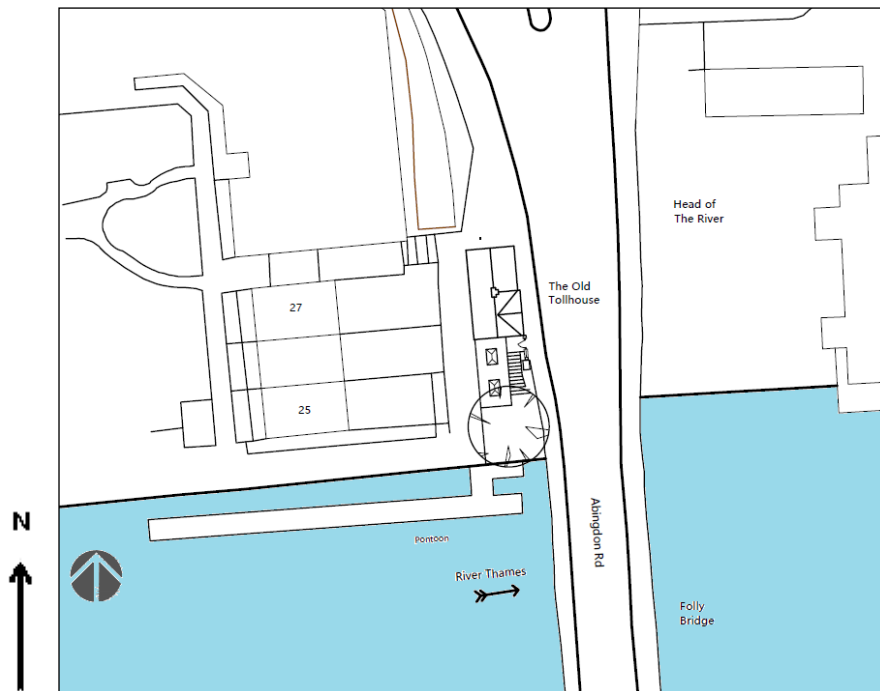 Head of
The River
The Old
Tollhouse
27
25
N
Abingdon Rd
Pontoon
River Thames
Folly
Bridge